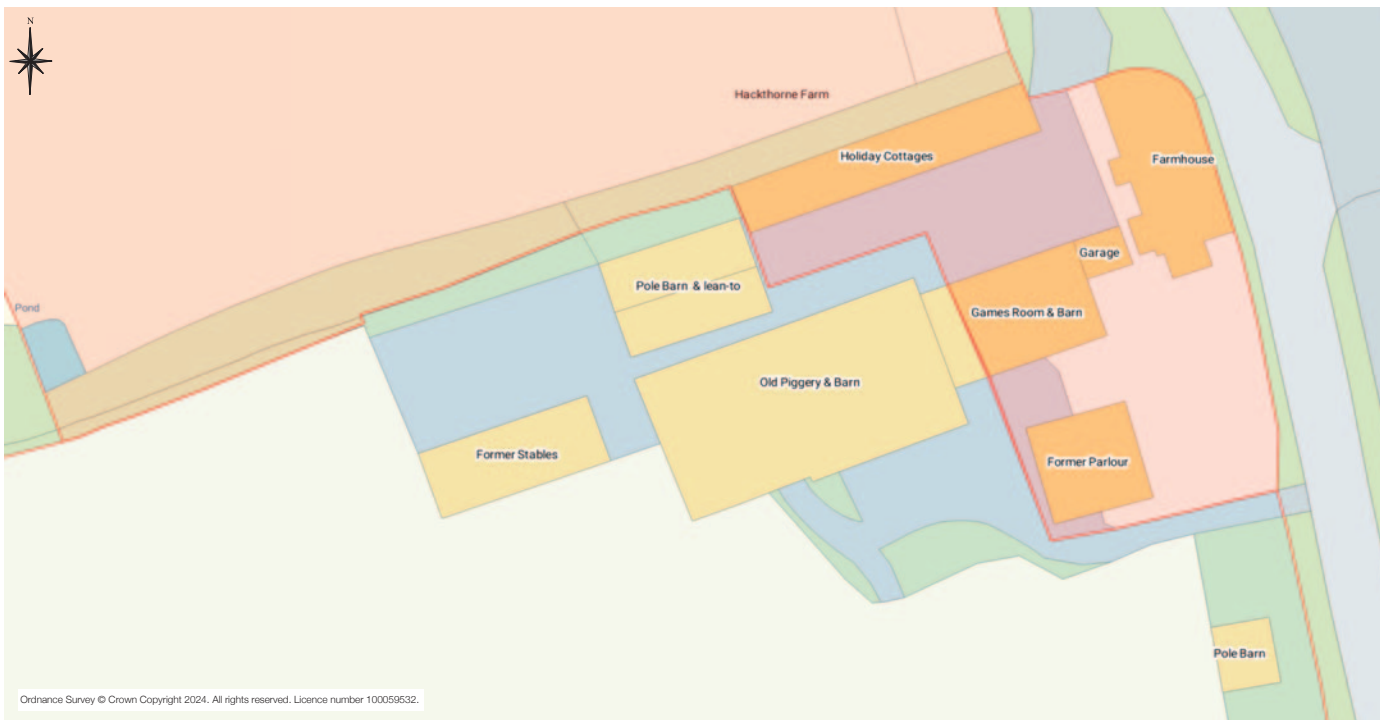 N
Hackthorne Farm
Holiday Cottages
Farmhouse
Garage
Pole Barn & lean-to
Pond
Games Room & Barn
Old Piggery & Barn
Former Stables
Former Parlour
Pole Barn
Ordnance Survey © Crown Copyright 2024. All rights reserved. Licence number 100059532.